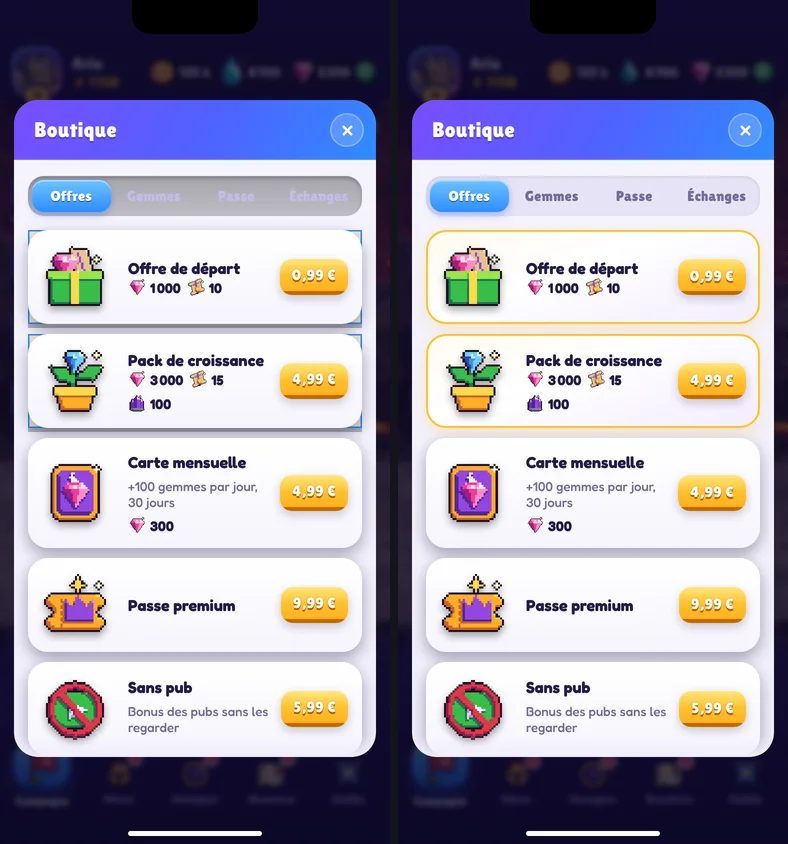 Boutique
Offres Gemmes Passe Échanges
Offre de départ
1000 10
0,99 €
Pack de croissance
3000 15
100
4,99 €
Carte mensuelle
+100 gemmes par jour,
30 jours
300
4,99 €
Passe premium
9,99 €
Sans pub
Bonus des pubs sans les
regarder
5,99 €
Boutique
Offres Gemmes Passe Échanges
Offre de départ
1000 10
0,99 €
Pack de croissance
3000 15
100
4,99 €
Carte mensuelle
+100 gemmes par jour,
30 jours
300
4,99 €
Passe premium
9,99 €
Sans pub
Bonus des pubs sans les
regarder
5,99 €